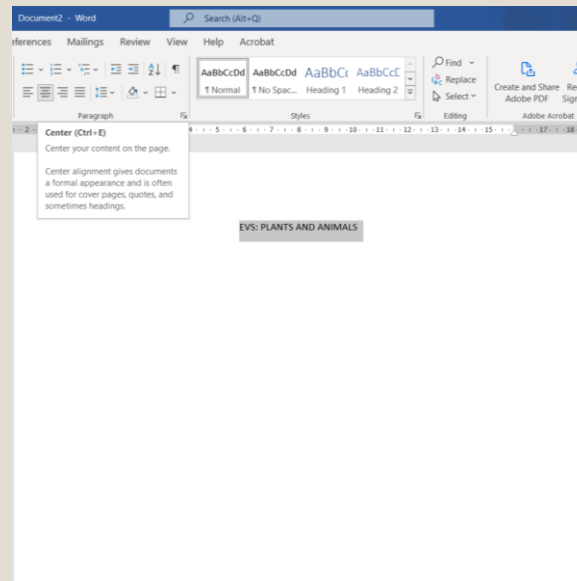 Document2 - Word
Search (Alt+Q)
eferences Mailings Review View Help Acrobat
AaBbCcDd AaBbCcDd AaBbCc AaBbCcE
¶ Normal ¶ No Spac... Heading 1 Heading 2
Find
Replace
Select
Create and Share
Adobe PDF
Paragraph Styles Editing Adobe Acrobat
Center (Ctrl+E)
Center your content on the page.
Center alignment gives documents
a formal appearance and is often
used for cover pages, quotes, and
sometimes headings.
EVS: PLANTS AND ANIMALS